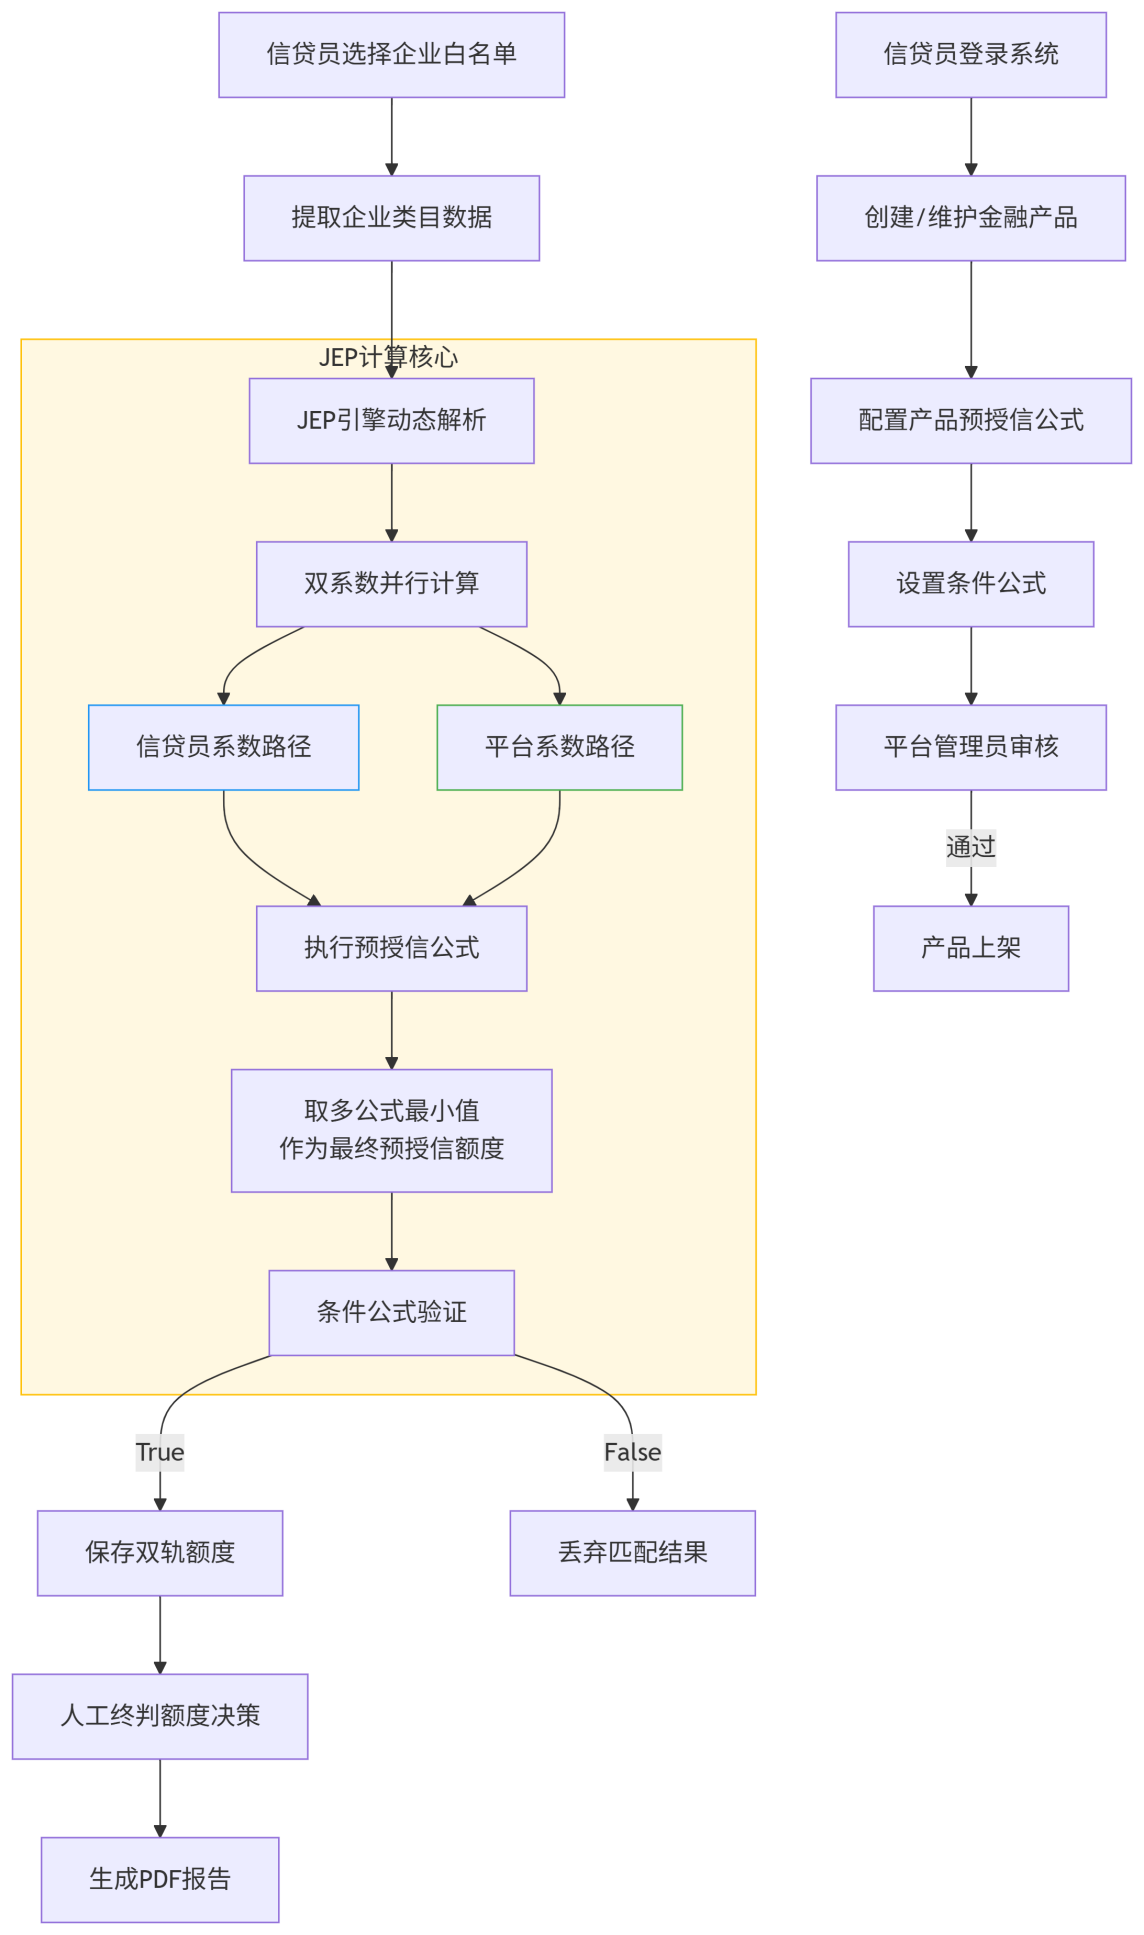 信贷员选择企业白名单
提取企业类目数据
JEP计算核心
JEP引擎动态解析
双系数并行计算
信贷员系数路径
平台系数路径
执行预授信公式
取多公式最小值
作为最终预授信额度
条件公式验证
True
False
保存双轨额度
丢弃匹配结果
人工终判额度决策
生成PDF报告
信贷员登录系统
创建/维护金融产品
配置产品预授信公式
设置条件公式
平台管理员审核
通过
产品上架